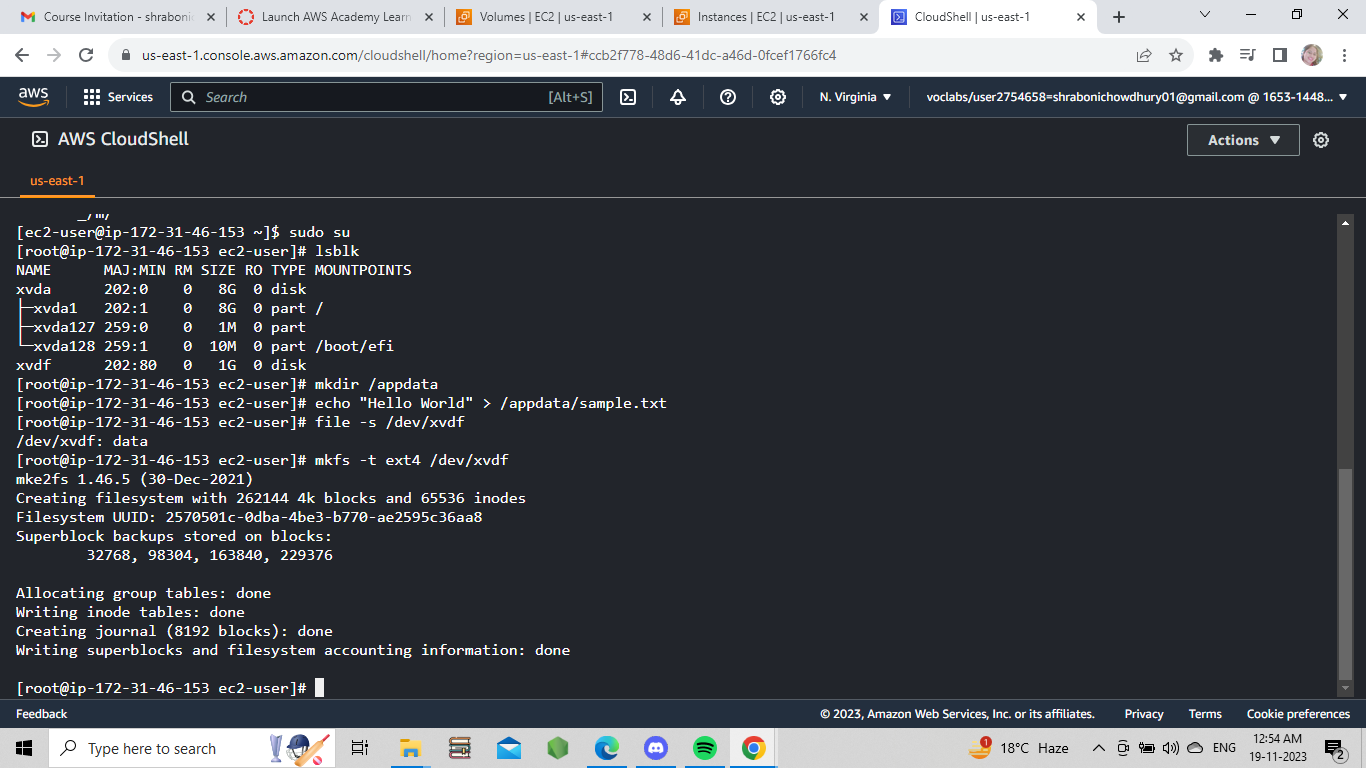 Course Invitation - shraboni
Launch AWS Academy Learn
Volumes | EC2 | us-east-1
Instances | EC2 | us-east-1
CloudShell | us-east-1
us-east-1.console.aws.amazon.com/cloudshell/home?region=us-east-1#ccb2f778-48d6-41dc-a46d-0fcef1766fc4
aws
Services
Search
[Alt+S]
N. Virginia
voclabs/user2754658=shrabonichowdhury01@gmail.com @ 1653-1448...
AWS CloudShell
Actions
us-east-1
_/m/
[ec2-user@ip-172-31-46-153 ~]$ sudo su
[root@ip-172-31-46-153 ec2-user]# lsblk
NAME      MAJ:MIN RM SIZE RO TYPE MOUNTPOINTS
xvda      202:0    0   8G  0 disk
├─xvda1   202:1    0   8G  0 part /
├─xvda127 259:0    0   1M  0 part
└─xvda128 259:1    0  10M  0 part /boot/efi
xvdf      202:80   0   1G  0 disk
[root@ip-172-31-46-153 ec2-user]# mkdir /appdata
[root@ip-172-31-46-153 ec2-user]# echo "Hello World" > /appdata/sample.txt
[root@ip-172-31-46-153 ec2-user]# file -s /dev/xvdf
/dev/xvdf: data
[root@ip-172-31-46-153 ec2-user]# mkfs -t ext4 /dev/xvdf
mke2fs 1.46.5 (30-Dec-2021)
Creating filesystem with 262144 4k blocks and 65536 inodes
Filesystem UUID: 2570501c-0dba-4be3-b770-ae2595c36aa8
Superblock backups stored on blocks:
32768, 98304, 163840, 229376
Allocating group tables: done
Writing inode tables: done
Creating journal (8192 blocks): done
Writing superblocks and filesystem accounting information: done
[root@ip-172-31-46-153 ec2-user]#
Feedback
© 2023, Amazon Web Services, Inc. or its affiliates.
Privacy
Terms
Cookie preferences
Type here to search
1
18°C Haze
ENG
12:54 AM
19-11-2023
2